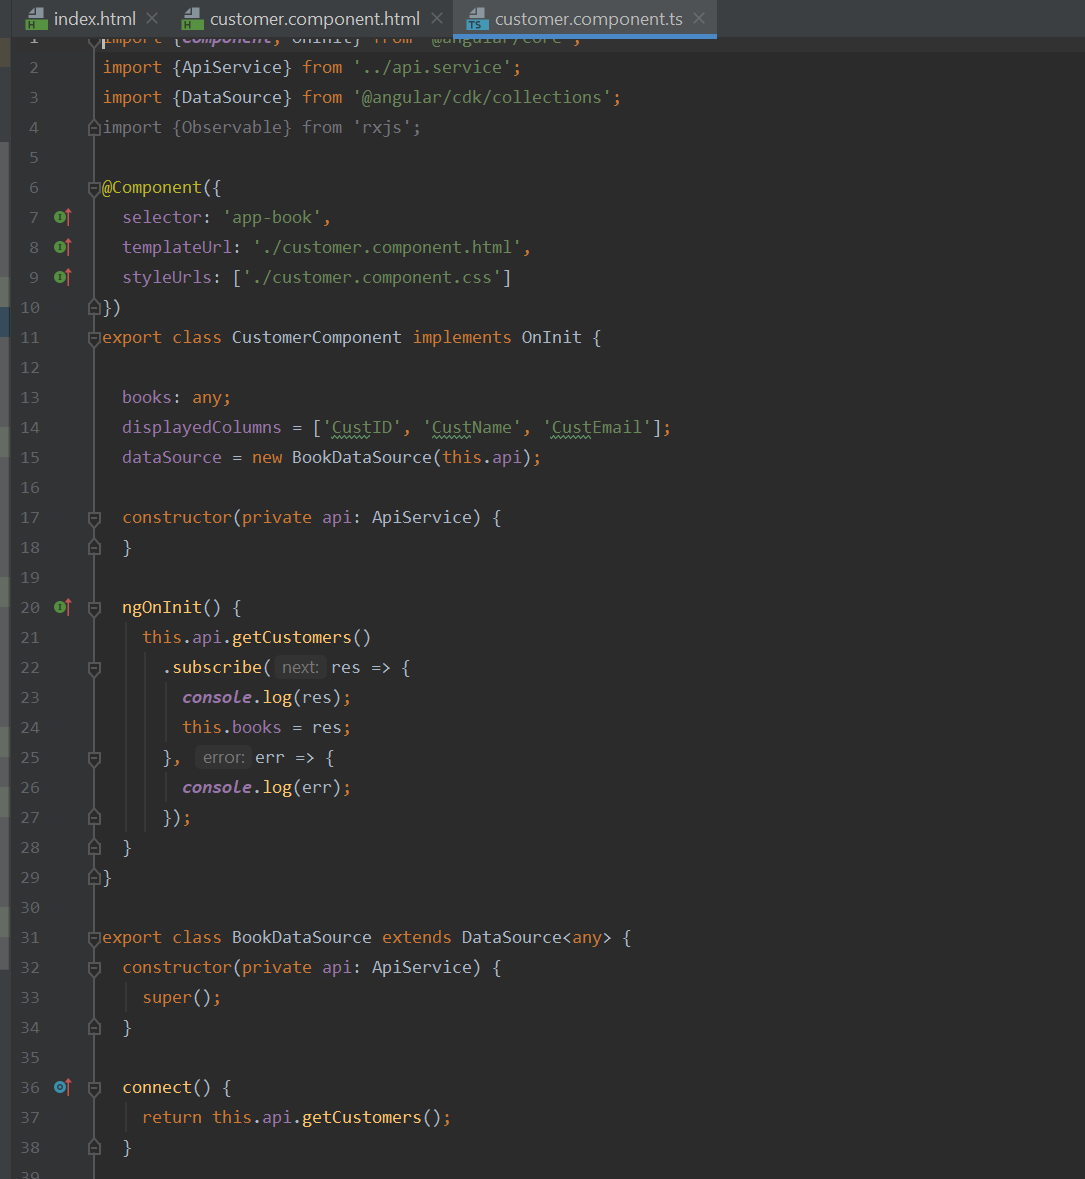 index.html customer.component.html customer.component.ts
1 import {Component, OnInit} from '@angular/core';
2 import {ApiService} from '../api.service';
3 import {DataSource} from '@angular/cdk/collections';
4 import {Observable} from 'rxjs';
5
6 @Component({
7 selector: 'app-book',
8 templateUrl: './customer.component.html',
9 styleUrls: ['./customer.component.css']
10 })
11 export class CustomerComponent implements OnInit {
12
13 books: any;
14 displayedColumns = ['CustID', 'CustName', 'CustEmail'];
15 dataSource = new BookDataSource(this.api);
16
17 constructor(private api: ApiService) {
18 }
19
20 ngOnInit() {
21 this.api.getCustomers()
22 .subscribe( next: res => {
23 console.log(res);
24 this.books = res;
25 }, error: err => {
26 console.log(err);
27 });
28 }
29 }
30
31 export class BookDataSource extends DataSource<any> {
32 constructor(private api: ApiService) {
33 super();
34 }
35
36 connect() {
37 return this.api.getCustomers();
38 }
39